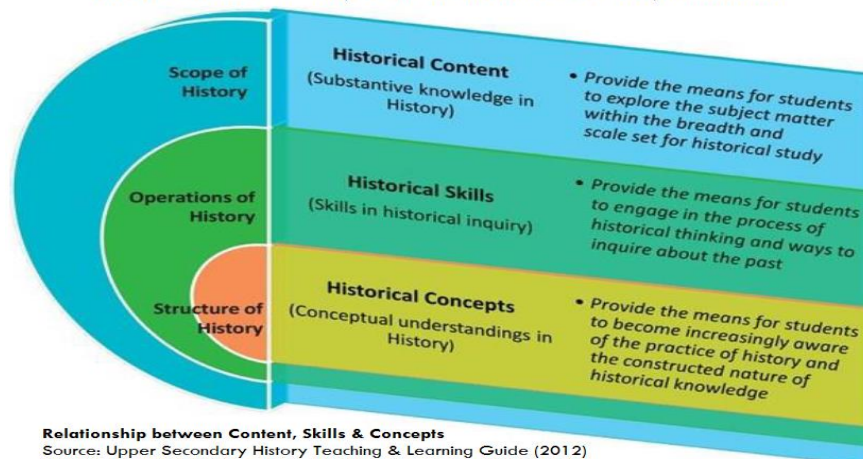 Scope of
History
Historical Content
(Substantive knowledge in
History)
• Provide the means for students
to explore the subject matter
within the breadth and
scale set for historical study
Operations of
History
Historical Skills
(Skills in historical inquiry)
• Provide the means for students
to engage in the process of
historical thinking and ways to
inquire about the past
Structure of
History
Historical Concepts
(Conceptual understandings in
History)
• Provide the means for students
to become increasingly aware
of the practice of history and
the constructed nature of
historical knowledge
Relationship between Content, Skills & Concepts
Source: Upper Secondary History Teaching & Learning Guide (2012)